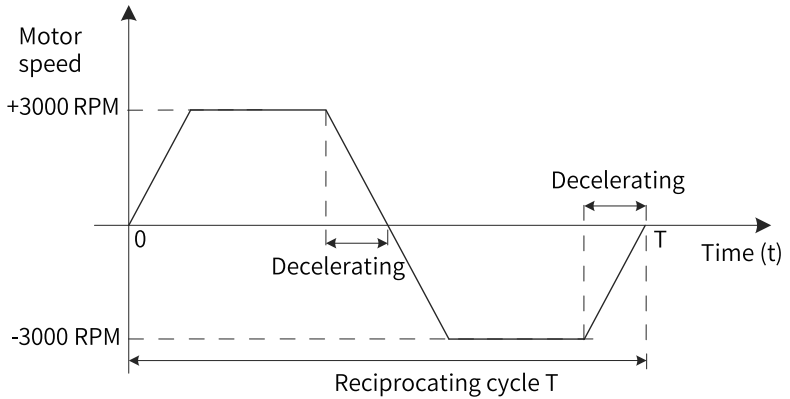 Motor
speed
+3000 RPM
Decelerating
0
T
Time (t)
Decelerating
-3000 RPM
Reciprocating cycle T